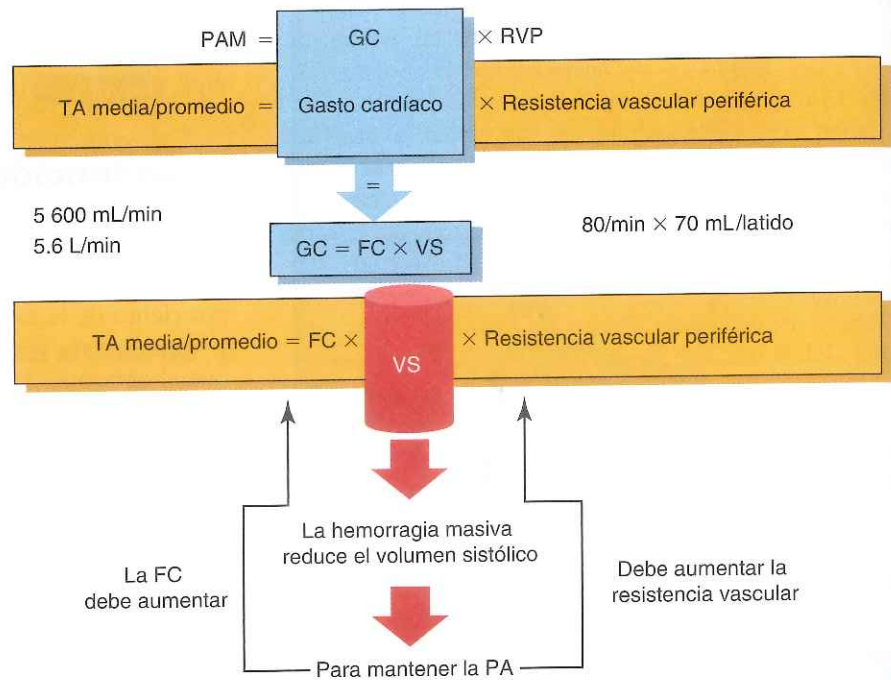 PAM = GC × RVP
TA media/promedio = Gasto cardíaco × Resistencia vascular periférica
=
5 600 mL/min
5.6 L/min
GC = FC × VS
80/min × 70 mL/latido
TA media/promedio = FC × VS × Resistencia vascular periférica
La hemorragia masiva
reduce el volumen sistólico
La FC
debe aumentar
Debe aumentar la
resistencia vascular
Para mantener la PA